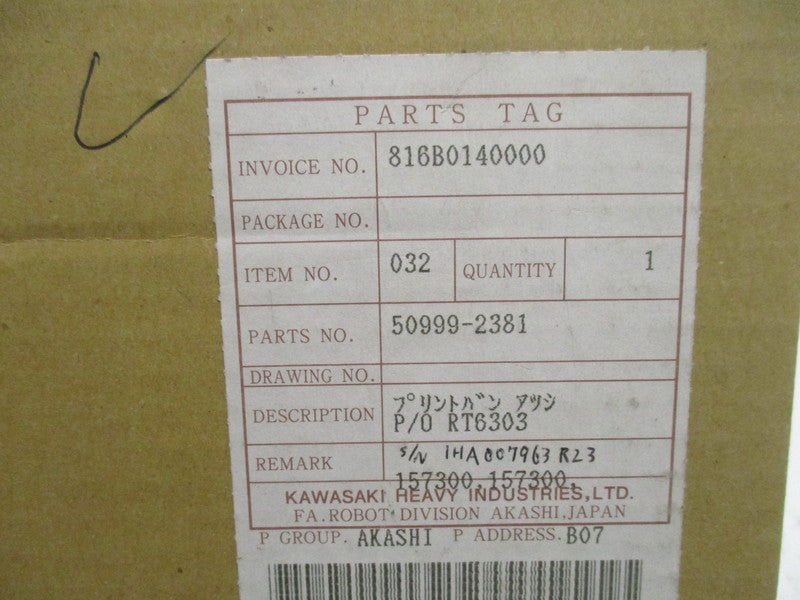 PARTS TAG
INVOICE NO. 816B0140000
PACKAGE NO.
ITEM NO. 032 QUANTITY 1
PARTS NO. 50999-2381
DRAWING NO.
DESCRIPTION プリントバン アツシ
P/O RT6303
REMARK S/N 1HA007963 R23
157300,157300,
KAWASAKI HEAVY INDUSTRIES,LTD.
FA.ROBOT DIVISION AKASHI,JAPAN
P GROUP. AKASHI P ADDRESS. B07